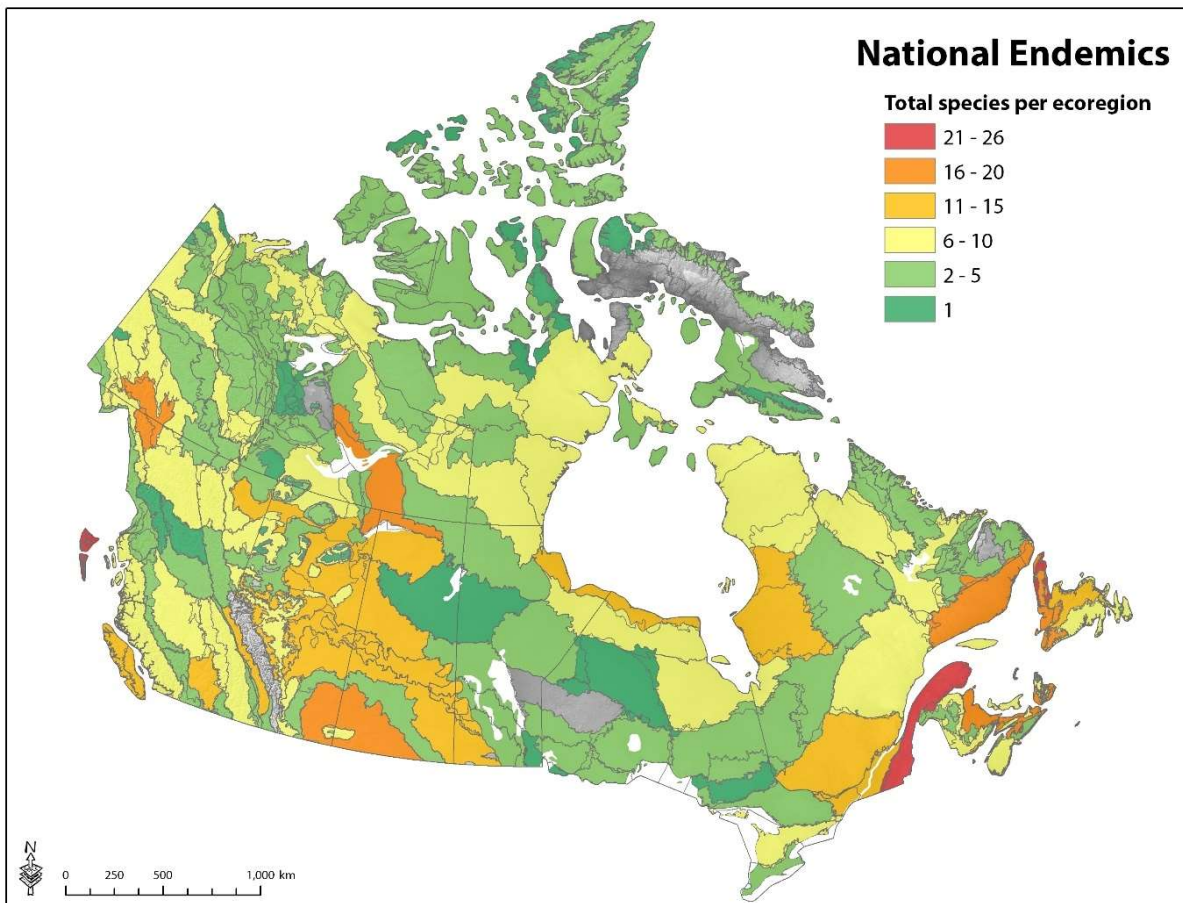 National Endemics
Total species per ecoregion
21 - 26
16 - 20
11 - 15
6 - 10
2 - 5
1
N
0 250 500 1,000 km